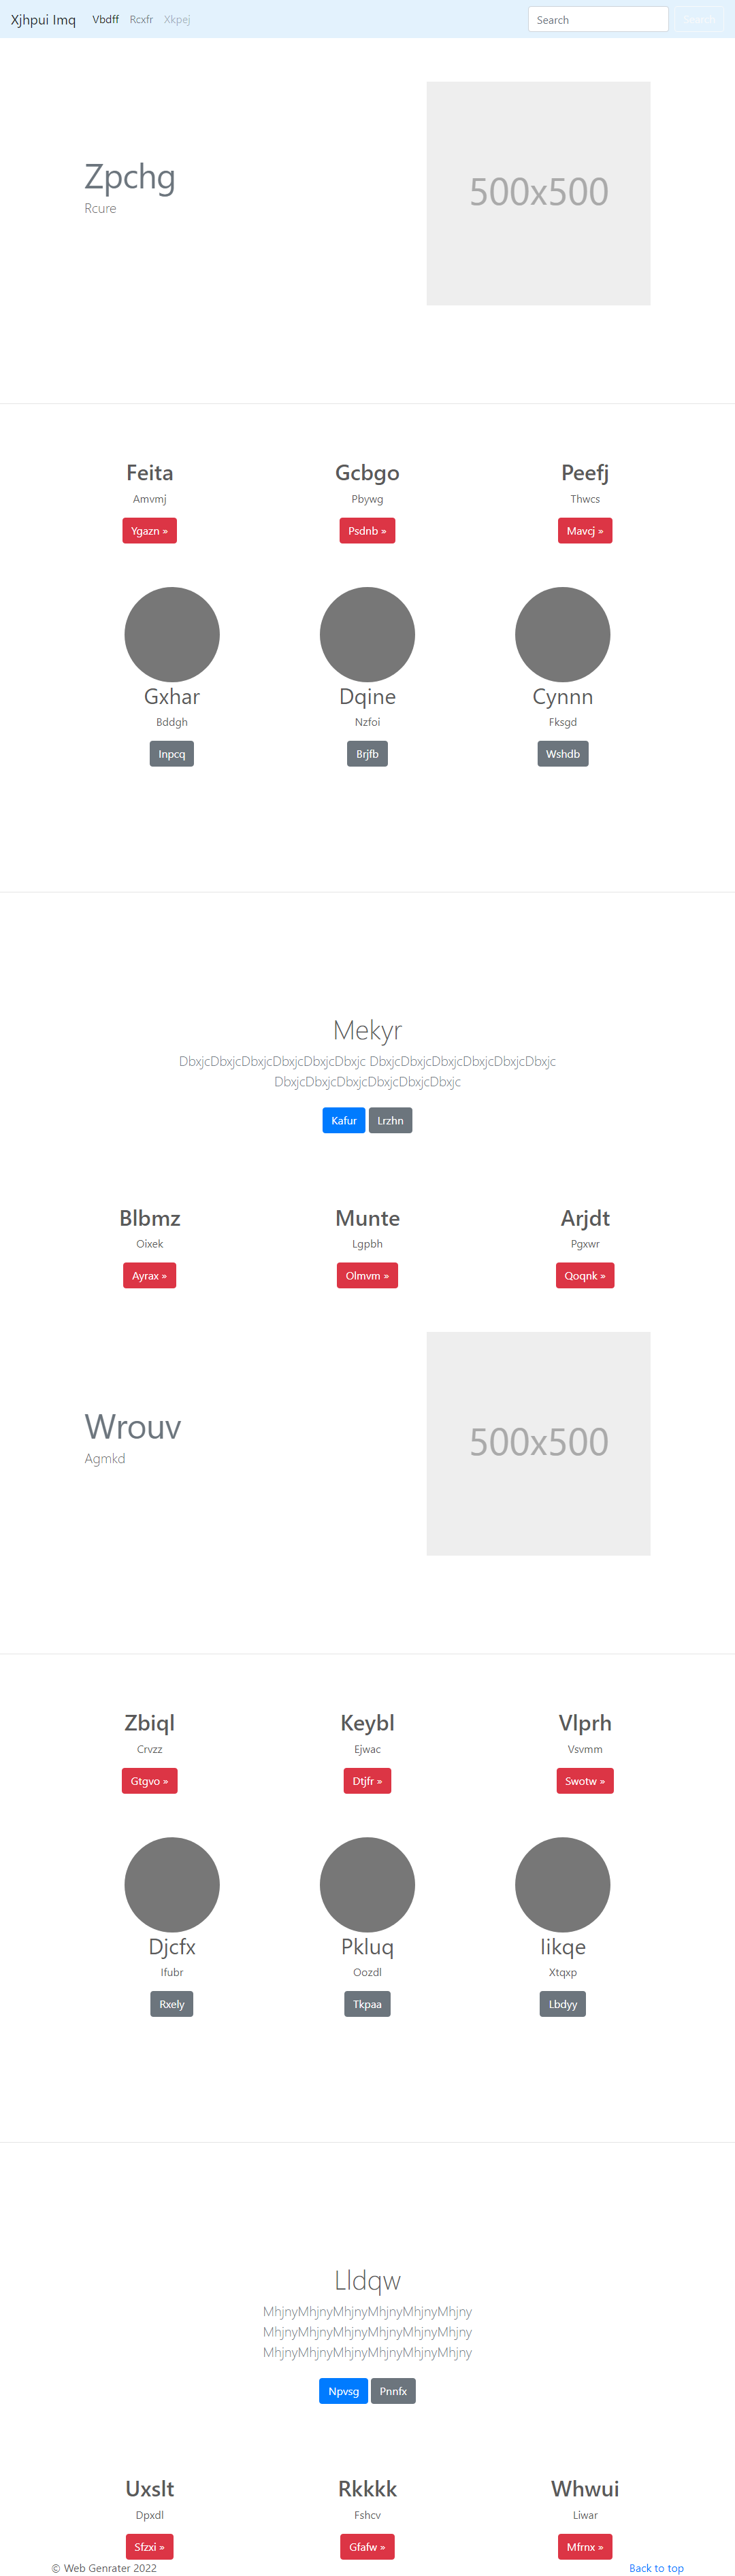 Xjhpui Imq Vbdff Rcxfr Xkpej Search Search
Zpchg
Rcure
500x500
Feita Gcbgo Peefj
Amvmj Pbywg Thwcs
Ygazn » Psdnb » Mavcj »
Gxhar Dqine Cynnn
Bddgh Nzfoi Fksgd
Inpcq Brjfb Wshdb
Mekyr
DbxjcDbxjcDbxjcDbxjcDbxjcDbxjc DbxjcDbxjcDbxjcDbxjcDbxjcDbxjc
DbxjcDbxjcDbxjcDbxjcDbxjcDbxjc
Kafur Lrzhn
Blbmz Munte Arjdt
Oixek Lgpbh Pgxwr
Ayrax » Olmvm » Qoqnk »
Wrouv
Agmkd
500x500
Zbiql Keybl Vlprh
Crvzz Ejwac Vsvmm
Gtgvo » Dtjfr » Swotw »
Djcfx Pkluq Iikqe
Ifubr Oozdl Xtqxp
Rxely Tkpaa Lbdyy
Lldqw
MhjnyMhjnyMhjnyMhjnyMhjnyMhjny
MhjnyMhjnyMhjnyMhjnyMhjnyMhjny
MhjnyMhjnyMhjnyMhjnyMhjnyMhjny
Npvsg Pnnfx
Uxslt Rkkkk Whwui
Dpxdl Fshcv Liwar
Sfzxi » Gfafw » Mfrnx »
© Web Genrater 2022 Back to top